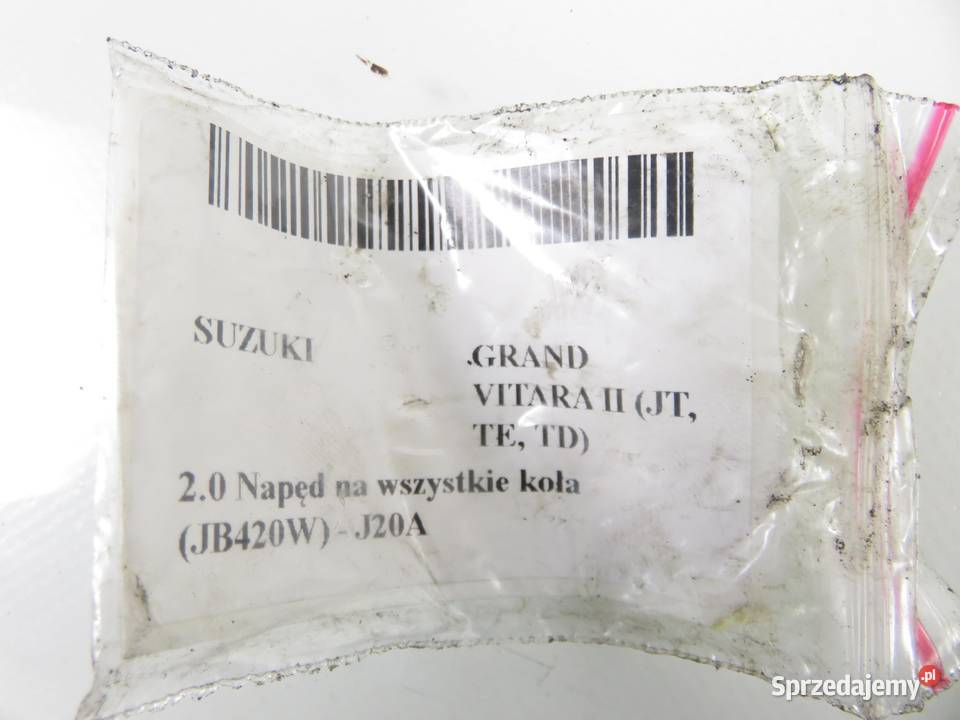 SUZUKI
GRAND
VITARA II (JT,
TE, TD)
2.0 Napęd na wszystkie koła
(JB420W) - J20A
Sprzedajemy.pl